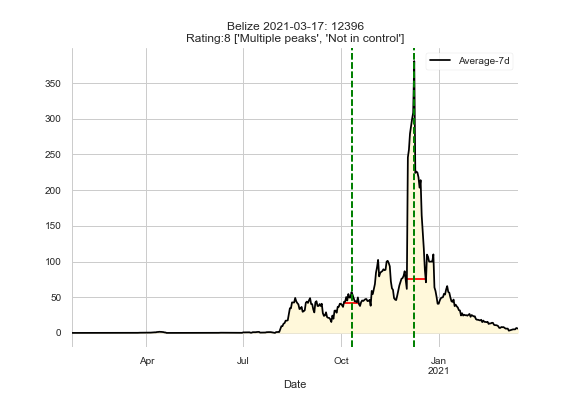 Belize 2021-03-17: 12396
Rating:8 ['Multiple peaks', 'Not in control']
Average-7d
350
300
250
200
150
100
50
0
Apr
Jul
Oct
Jan
2021
Date